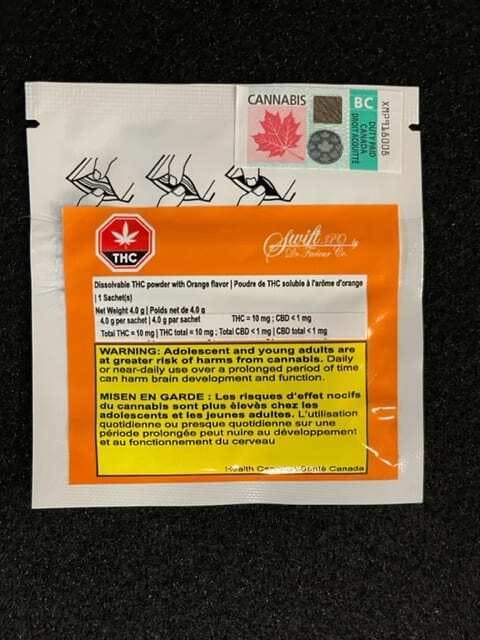 CANNABIS
BC
DUTY PAID
CANADA
DROIT ACQUITTÉ
THC
Swift
Dissolvable THC powder with Orange flavor | Poudre de THC soluble à l'arôme d'orange
| 1 Sachet(s)
Net Weight 4.0 g | Poids net de 4.0 g
4.0 g per sachet | 4.0 g par sachet THC = 10 mg ; CBD < 1 mg
Total THC = 10 mg | THC total = 10 mg ; Total CBD < 1 mg | CBD total < 1 mg
WARNING: Adolescent and young adults are
at greater risk of harms from cannabis. Daily
or near-daily use over a prolonged period of time
can harm brain development and function.
MISEN EN GARDE : Les risques d'effet nocifs
du cannabis sont plus èlevès chez les
adolescents et les jeunes adultes. L'utilisation
quotidienne ou presque quotidienne sur une
période prolongée peut nuire au développement
et au fonctionnement du cerveau
Health Santé Canada